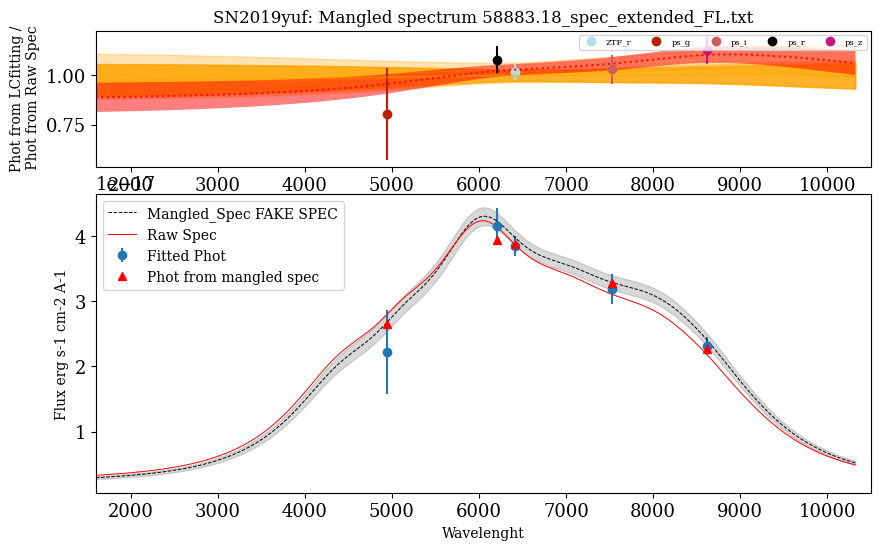 SN2019yuf: Mangled spectrum 58883.18_spec_extended_FL.txt
Phot from LCfitting /
Phot from Raw Spec
ZTF_r ps_g ps_i ps_r ps_z
1.00
0.75
2000 3000 4000 5000 6000 7000 8000 9000 10000
1e−17
Mangled_Spec FAKE SPEC
Raw Spec
Fitted Phot
Phot from mangled spec
Flux erg s-1 cm-2 A-1
4
3
2
1
2000 3000 4000 5000 6000 7000 8000 9000 10000
Wavelenght